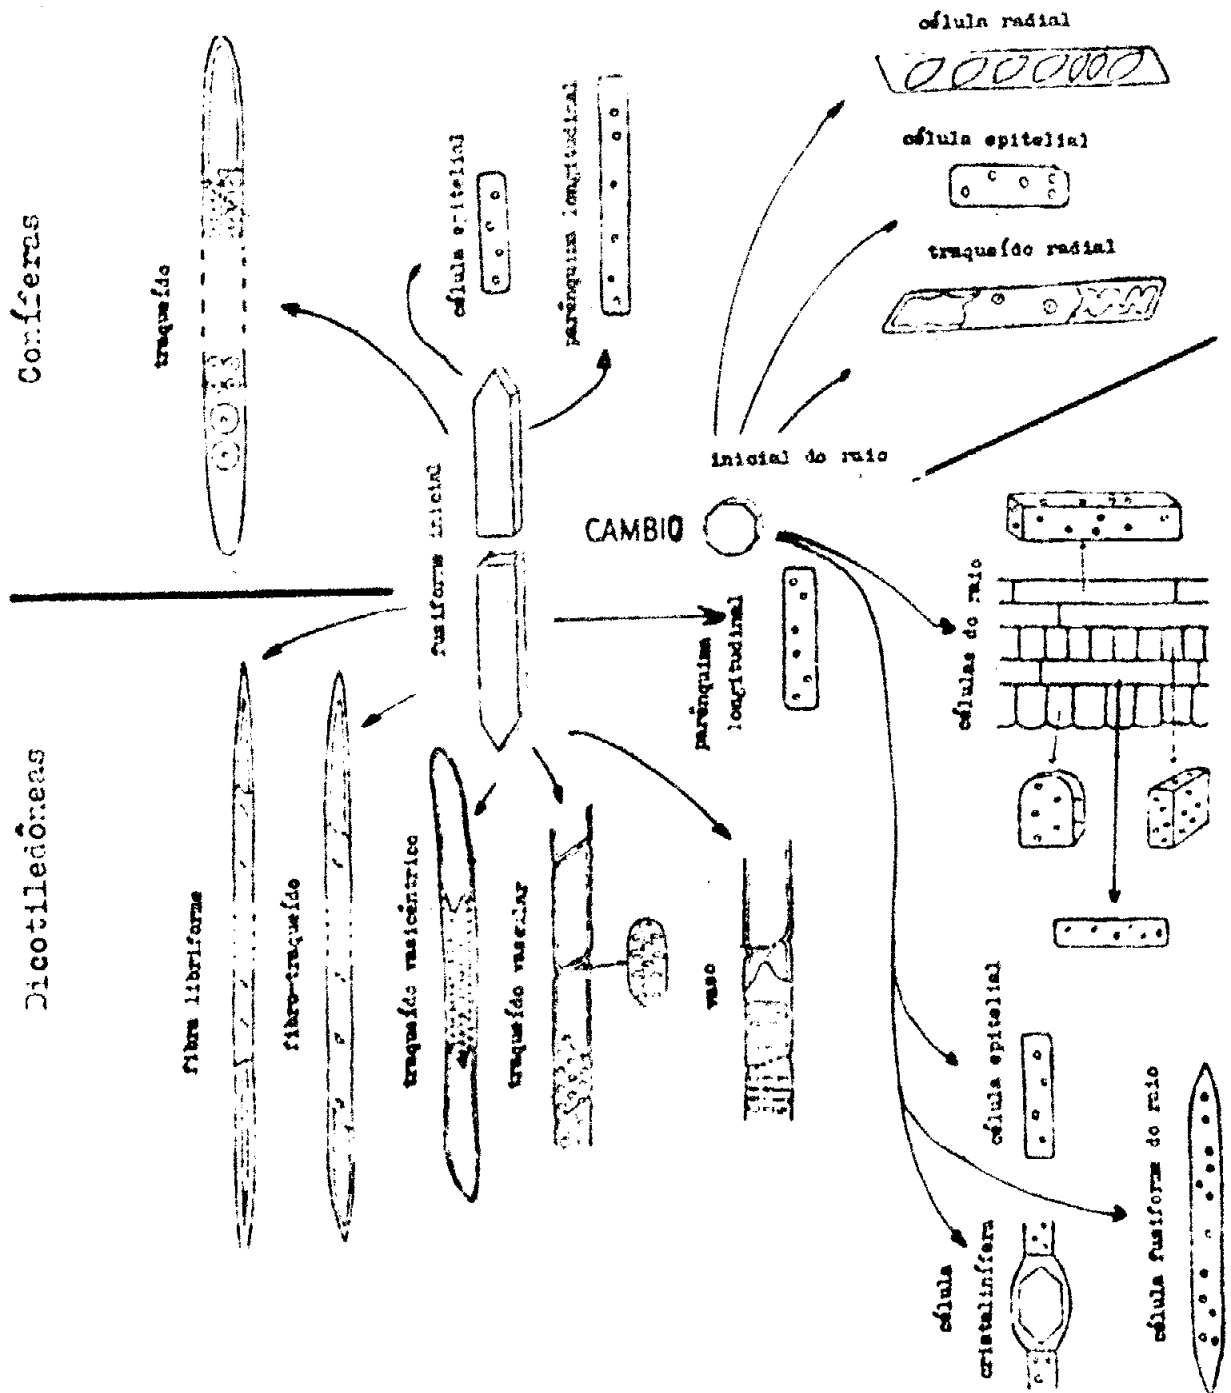 Coníferas
traqueído
célula epitelial
parênquima longitudinal
célula radial
célula epitelial
traqueído radial
fusiforme inicial
CAMBIO
inicial do raio
Dicotiledôneas
fibra libriforme
fibro-traqueído
traqueído vasicêntrico
traqueído vascular
vaso
parênquima
longitudinal
células do raio
célula epitelial
célula
cristalinífera
célula fusiforme do raio